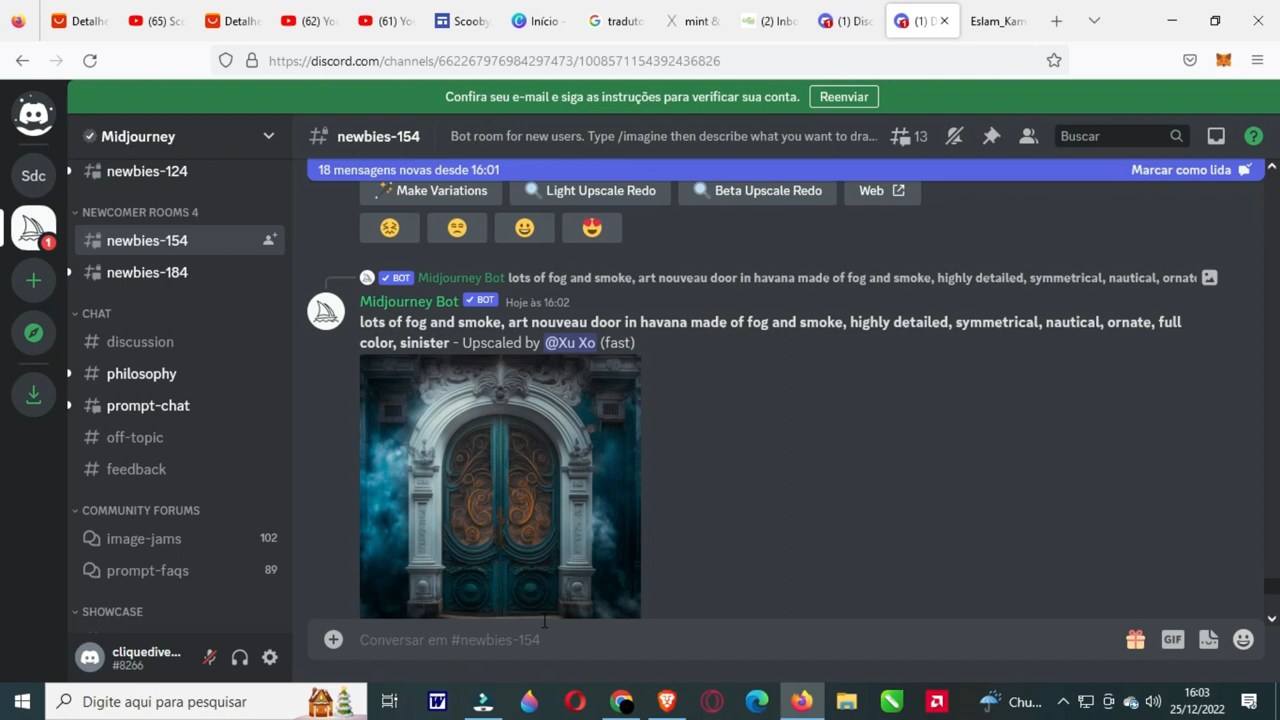 Detalhe
(65) Sco
Detalhe
(62) You
(61) You
Scooby
Início -
traduto
mint &
(2) Inbo
(1) Disc
(1) D
Eslam_Kam
https://discord.com/channels/662267976984297473/1008571154392436826
Confira seu e-mail e siga as instruções para verificar sua conta.
Reenviar
Midjourney
newbies-154
Bot room for new users. Type /imagine then describe what you want to dra...
13
Buscar
newbies-124
18 mensagens novas desde 16:01
Marcar como lida
Sdc
Make Variations
Light Upscale Redo
Beta Upscale Redo
Web
NEWCOMER ROOMS 4
newbies-154
1
newbies-184
BOT Midjourney Bot lots of fog and smoke, art nouveau door in havana made of fog and smoke, highly detailed, symmetrical, nautical, ornate
Midjourney Bot BOT Hoje às 16:02
lots of fog and smoke, art nouveau door in havana made of fog and smoke, highly detailed, symmetrical, nautical, ornate, full
color, sinister - Upscaled by @Xu Xo (fast)
CHAT
discussion
philosophy
prompt-chat
off-topic
feedback
COMMUNITY FORUMS
image-jams 102
prompt-faqs 89
SHOWCASE
cliquedive...
#8266
Conversar em #newbies-154
GIF
Digite aqui para pesquisar
Chu...
16:03
25/12/2022